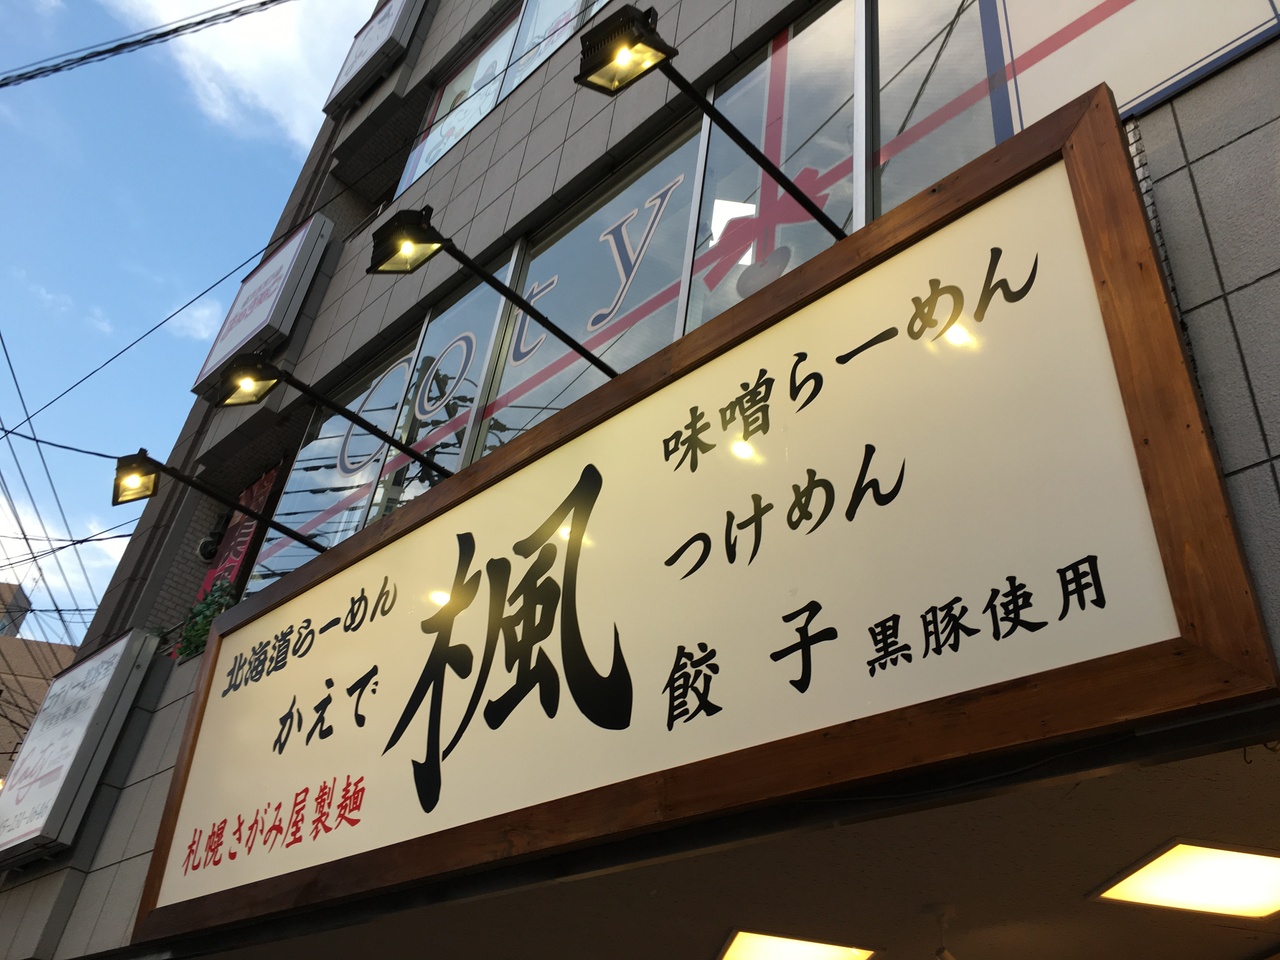 Coty
北海道らーめん
かえで
楓
札幌さがみ屋製麺
味噌らーめん
つけめん
餃子 黒豚使用